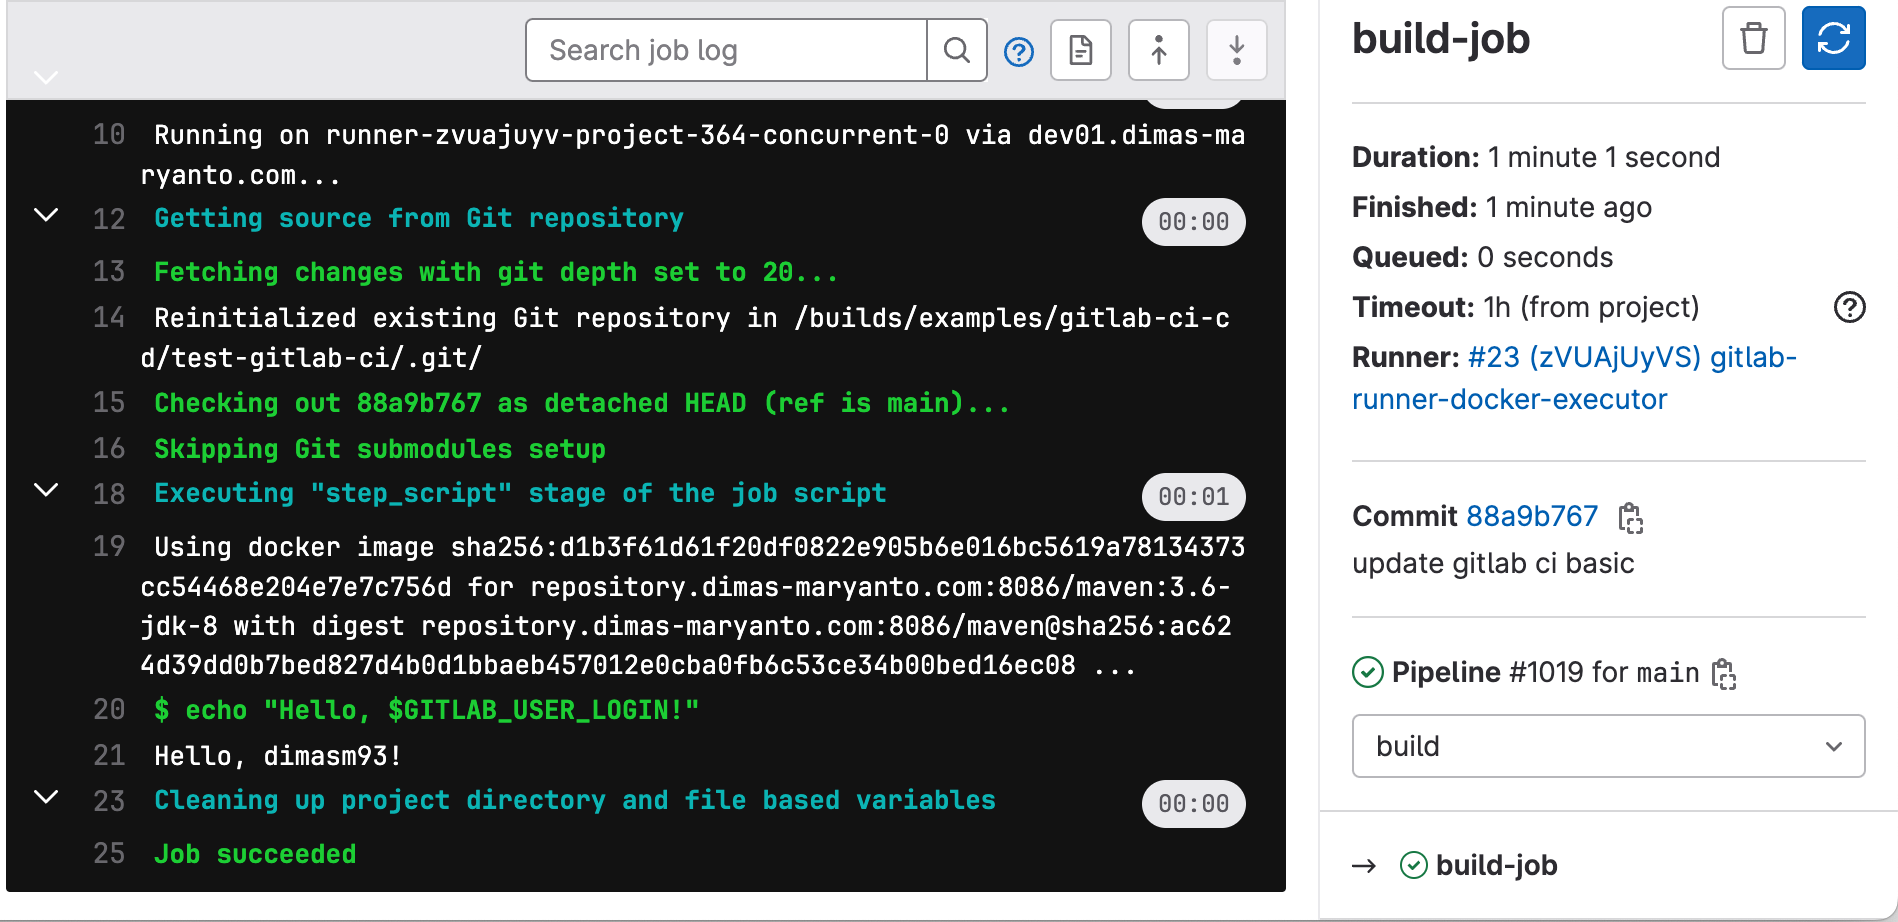 Search job log
10 Running on runner-zvuajuyv-project-364-concurrent-0 via dev01.dimas-ma
ryanto.com...
12 Getting source from Git repository 00:00
13 Fetching changes with git depth set to 20...
14 Reinitialized existing Git repository in /builds/examples/gitlab-ci-c
d/test-gitlab-ci/.git/
15 Checking out 88a9b767 as detached HEAD (ref is main)...
16 Skipping Git submodules setup
18 Executing "step_script" stage of the job script 00:01
19 Using docker image sha256:d1b3f61d61f20df0822e905b6e016bc5619a78134373
cc54468e204e7e7c756d for repository.dimas-maryanto.com:8086/maven:3.6-
jdk-8 with digest repository.dimas-maryanto.com:8086/maven@sha256:ac62
4d39dd0b7bed827d4b0d1bbaeb457012e0cba0fb6c53ce34b00bed16ec08 ...
20 $ echo "Hello, $GITLAB_USER_LOGIN!"
21 Hello, dimasm93!
23 Cleaning up project directory and file based variables 00:00
25 Job succeeded
build-job
Duration: 1 minute 1 second
Finished: 1 minute ago
Queued: 0 seconds
Timeout: 1h (from project)
Runner: #23 (zVUAjUyVS) gitlab-
runner-docker-executor
Commit 88a9b767
update gitlab ci basic
Pipeline #1019 for main
build
→ build-job